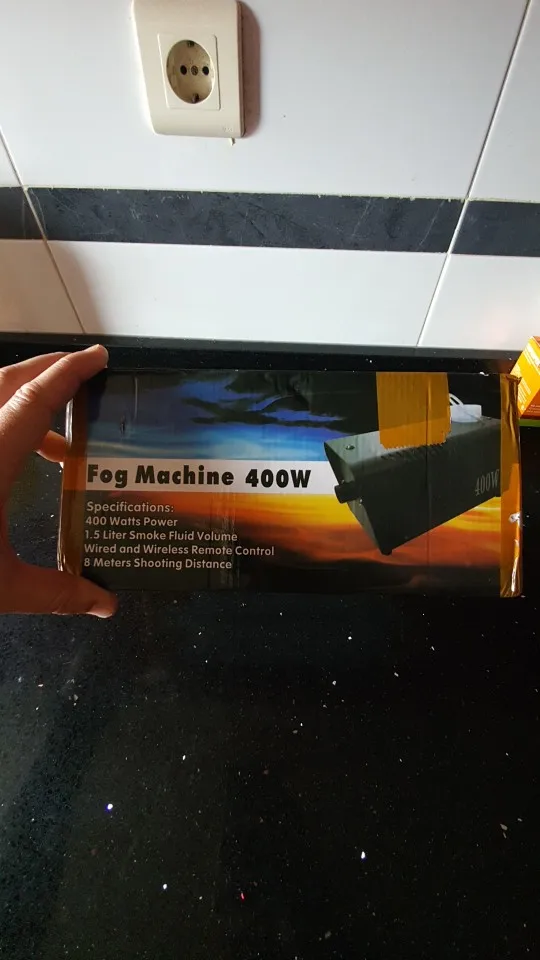 Fog Machine 400W
Specifications:
400 Watts Power
1.5 Liter Smoke Fluid Volume
Wired and Wireless Remote Control
8 Meters Shooting Distance
400W